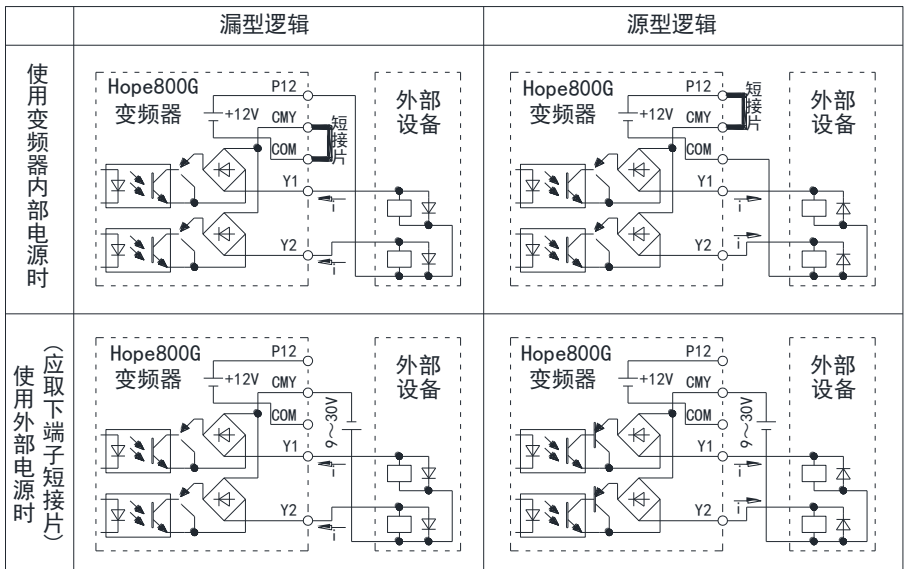 漏型逻辑
源型逻辑
使用变频器内部电源时
Hope800G
变频器
+12V
P12
CMY
COM
Y1
Y2
短接片
i
i
外部
设备
Hope800G
变频器
+12V
P12
CMY
COM
Y1
Y2
短接片
i
i
外部
设备
使用外部电源时
（应取下端子短接片）
Hope800G
变频器
+12V
P12
CMY
COM
Y1
Y2
9～30V
i
i
外部
设备
Hope800G
变频器
+12V
P12
CMY
COM
Y1
Y2
9～30V
i
i
外部
设备